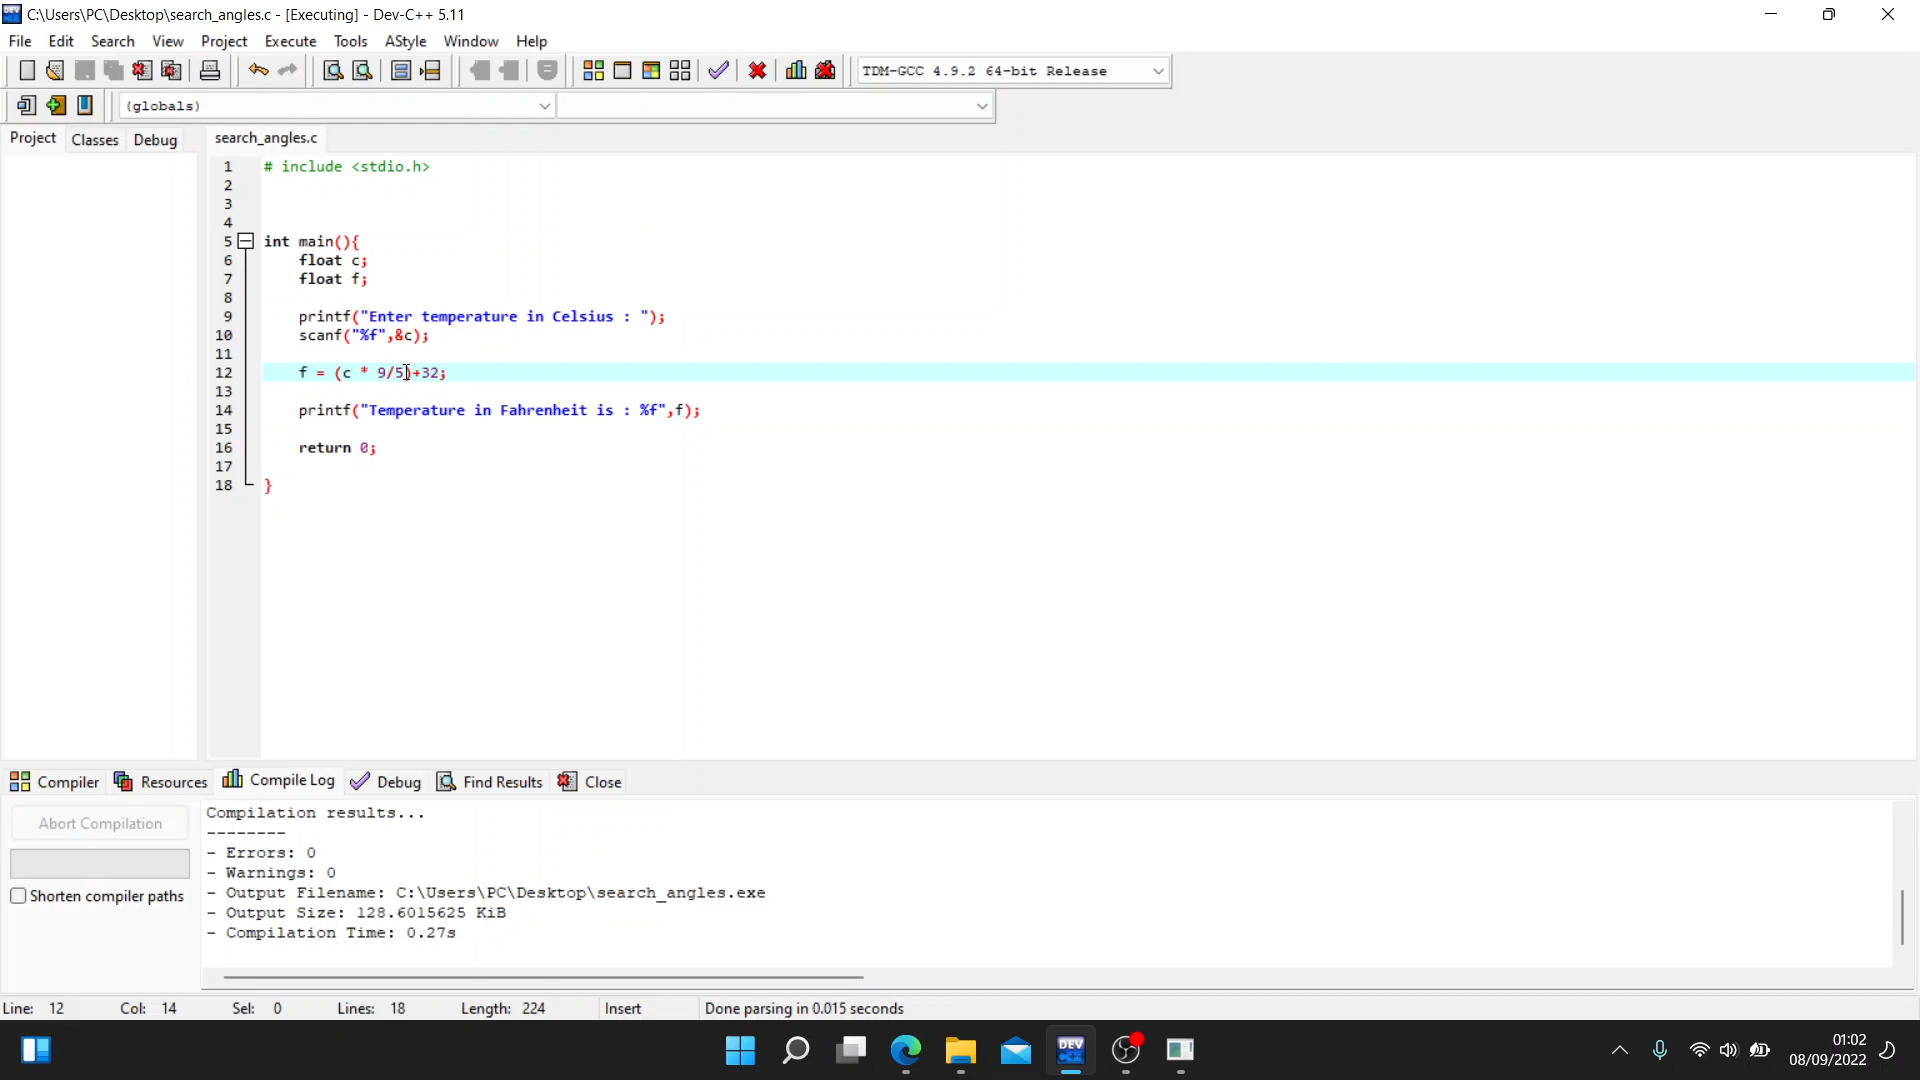 C:\Users\PC\Desktop\search_angles.c - [Executing] - Dev-C++ 5.11
File Edit Search View Project Execute Tools AStyle Window Help
TDM-GCC 4.9.2 64-bit Release
(globals)
Project Classes Debug search_angles.c
1 # include <stdio.h>
2
3
4
5 int main(){
6 float c;
7 float f;
8
9 printf("Enter temperature in Celsius : ");
10 scanf("%f",&c);
11
12 f = (c * 9/5)+32;
13
14 printf("Temperature in Fahrenheit is : %f",f);
15
16 return 0;
17
18 }
Compiler Resources Compile Log Debug Find Results Close
Abort Compilation
Shorten compiler paths
Compilation results...
--------
- Errors: 0
- Warnings: 0
- Output Filename: C:\Users\PC\Desktop\search_angles.exe
- Output Size: 128.6015625 KiB
- Compilation Time: 0.27s
Line: 12 Col: 14 Sel: 0 Lines: 18 Length: 224 Insert Done parsing in 0.015 seconds
DEV
01:02
08/09/2022